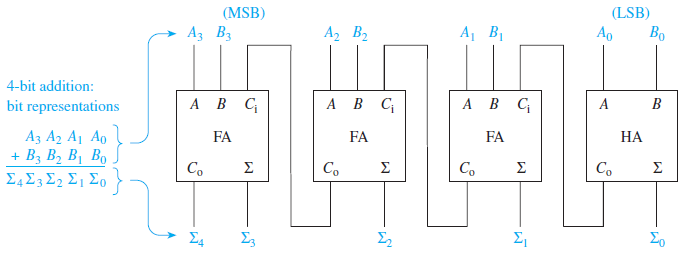 (MSB) (LSB)
A₃ B₃ A₂ B₂ A₁ B₁ A₀ B₀
4-bit addition:
bit representations
A B Cᵢ A B Cᵢ A B Cᵢ A B
A₃ A₂ A₁ A₀ FA FA FA HA
+ B₃ B₂ B₁ B₀
Σ₄ Σ₃ Σ₂ Σ₁ Σ₀ Cₒ Σ Cₒ Σ Cₒ Σ Cₒ Σ
Σ₄ Σ₃ Σ₂ Σ₁ Σ₀